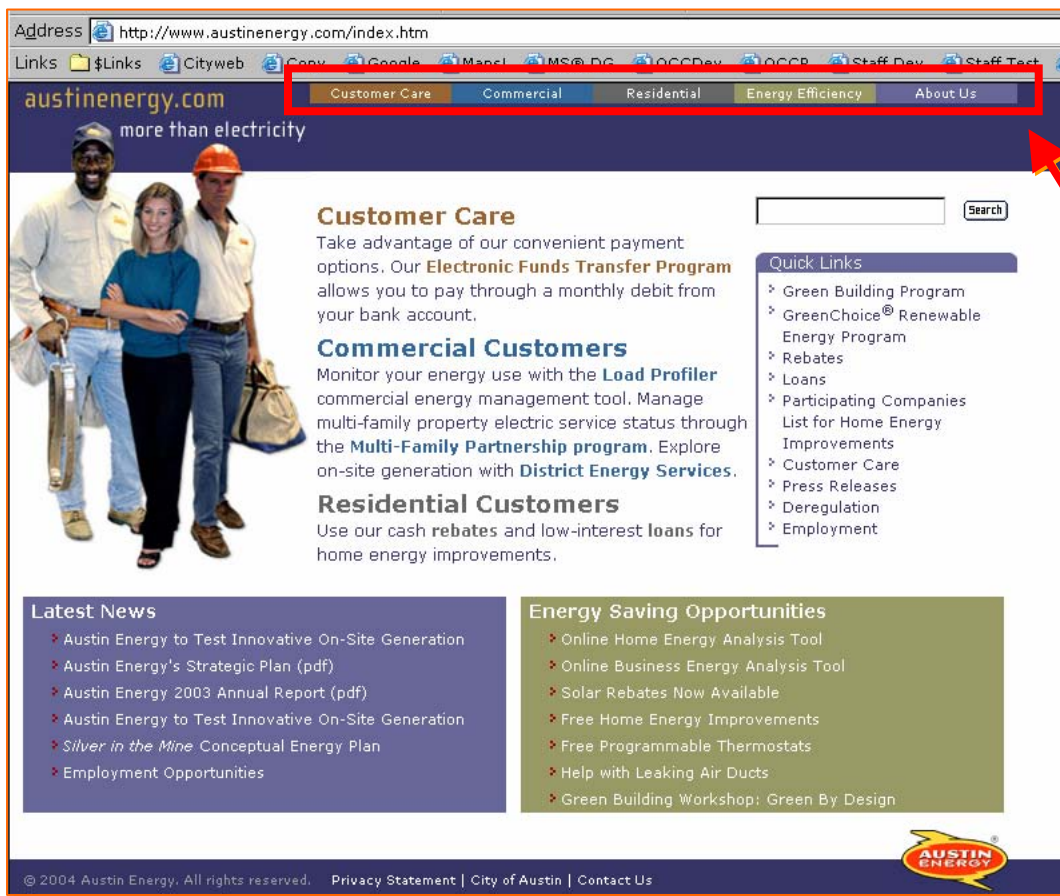 Address http://www.austinenergy.com/index.htm
Links $Links Cityweb Copy Google Maps! MS® DG OCCDev OCCP Staff Dev Staff Test
austinenergy.com
Customer Care Commercial Residential Energy Efficiency About Us
more than electricity
Customer Care
Take advantage of our convenient payment
options. Our Electronic Funds Transfer Program
allows you to pay through a monthly debit from
your bank account.
Commercial Customers
Monitor your energy use with the Load Profiler
commercial energy management tool. Manage
multi-family property electric service status through
the Multi-Family Partnership program. Explore
on-site generation with District Energy Services.
Residential Customers
Use our cash rebates and low-interest loans for
home energy improvements.
Search
Quick Links
Green Building Program
GreenChoice® Renewable
Energy Program
Rebates
Loans
Participating Companies
List for Home Energy
Improvements
Customer Care
Press Releases
Deregulation
Employment
Latest News
Austin Energy to Test Innovative On-Site Generation
Austin Energy's Strategic Plan (pdf)
Austin Energy 2003 Annual Report (pdf)
Austin Energy to Test Innovative On-Site Generation
Silver in the Mine Conceptual Energy Plan
Employment Opportunities
Energy Saving Opportunities
Online Home Energy Analysis Tool
Online Business Energy Analysis Tool
Solar Rebates Now Available
Free Home Energy Improvements
Free Programmable Thermostats
Help with Leaking Air Ducts
Green Building Workshop: Green By Design
AUSTIN
ENERGY
®
© 2004 Austin Energy. All rights reserved. Privacy Statement | City of Austin | Contact Us